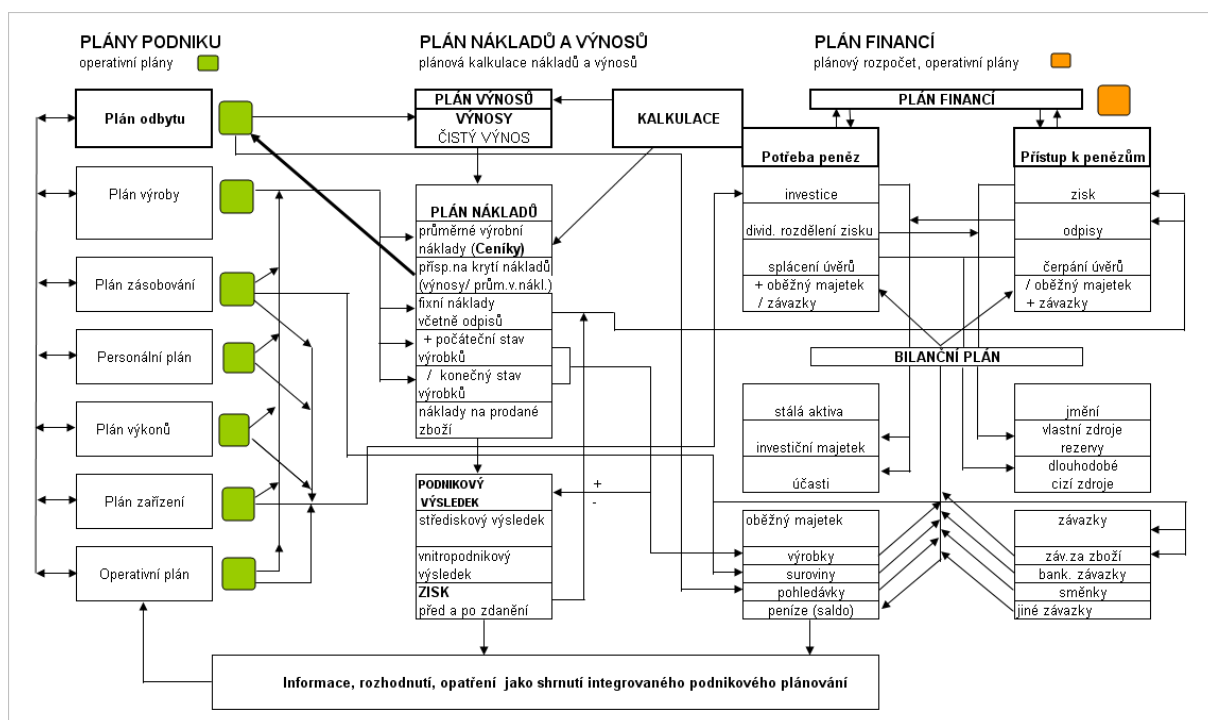 PLÁNY PODNIKU
operativní plány
PLÁN NÁKLADŮ A VÝNOSŮ
plánová kalkulace nákladů a výnosů
PLÁN FINANCÍ
plánový rozpočet, operativní plány
Plán odbytu
Plán výroby
Plán zásobování
Personální plán
Plán výkonů
Plán zařízení
Operativní plán
PLÁN VÝNOSŮ
VÝNOSY
ČISTÝ VÝNOS
KALKULACE
PLÁN NÁKLADŮ
průměrné výrobní
náklady (Ceníky)
přísp.na krytí nákladů
(výnosy/ prům.v.nákl.)
fixní náklady
včetně odpisů
+ počáteční stav
výrobků
/ konečný stav
výrobků
náklady na prodané
zboží
PODNIKOVÝ
VÝSLEDEK
střediskový výsledek
vnitropodnikový
výsledek
ZISK
před a po zdanění
+
-
PLÁN FINANCÍ
Potřeba peněz
investice
divid. rozdělení zisku
splácení úvěrů
+ oběžný majetek
/ závazky
Přístup k penězům
zisk
odpisy
čerpání úvěrů
/ oběžný majetek
+ závazky
BILANČNÍ PLÁN
stálá aktiva
investiční majetek
účasti
jmění
vlastní zdroje
rezervy
dlouhodobé
cizí zdroje
oběžný majetek
výrobky
suroviny
pohledávky
peníze (saldo)
závazky
záv.za zboží
bank. závazky
směnky
jiné závazky
Informace, rozhodnutí, opatření jako shrnutí integrovaného podnikového plánování